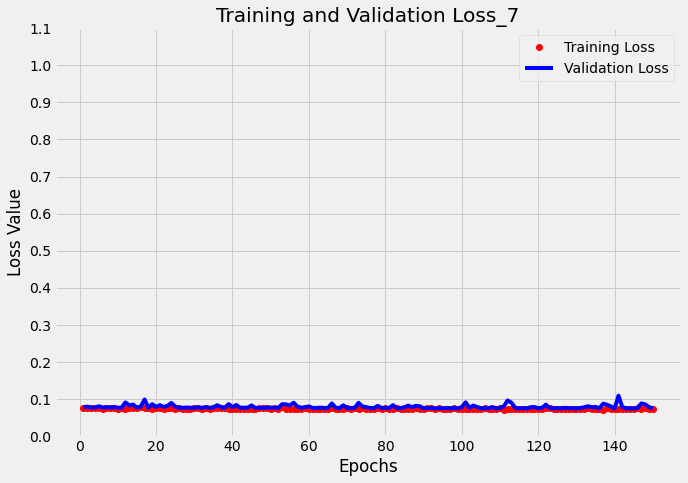 Training and Validation Loss_7
Training Loss
Validation Loss
1.1
1.0
0.9
0.8
0.7
0.6
0.5
0.4
0.3
0.2
0.1
0.0
Loss Value
0 20 40 60 80 100 120 140
Epochs